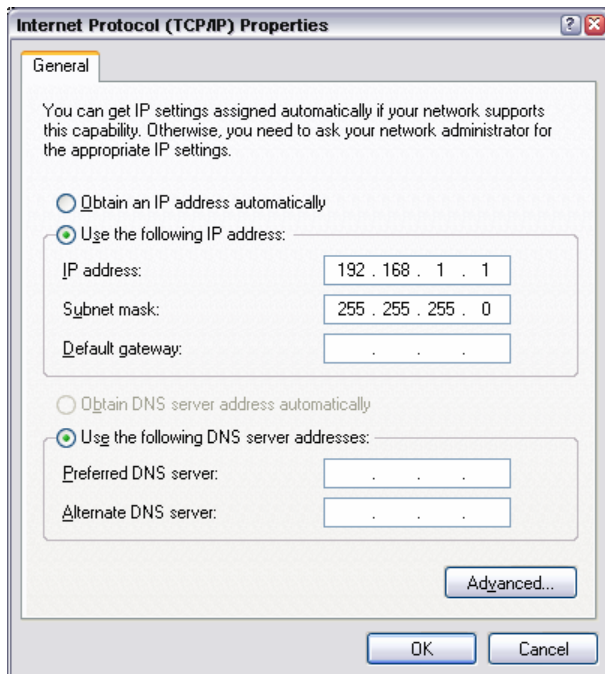 Internet Protocol (TCP/IP) Properties
General
You can get IP settings assigned automatically if your network supports
this capability. Otherwise, you need to ask your network administrator for
the appropriate IP settings.
Obtain an IP address automatically
Use the following IP address:
IP address: 192 . 168 . 1 . 1
Subnet mask: 255 . 255 . 255 . 0
Default gateway: . . .
Obtain DNS server address automatically
Use the following DNS server addresses:
Preferred DNS server: . . .
Alternate DNS server: . . .
Advanced...
OK Cancel